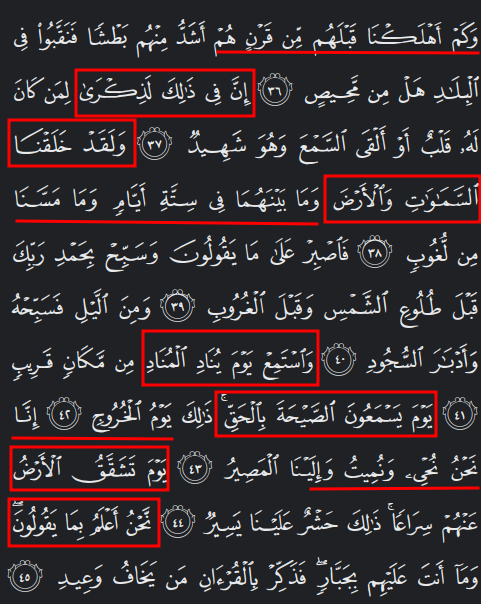 وَكَمْ أَهْلَكْنَا قَبْلَهُم مِّن قَرْنٍ هُمْ أَشَدُّ مِنْهُم بَطْشًا فَنَقَّبُوا۟ فِى
ٱلْبِلَـٰدِ هَلْ مِن مَّحِيصٍ ٣٦ إِنَّ فِى ذَٰلِكَ لَذِكْرَىٰ لِمَن كَانَ
لَهُۥ قَلْبٌ أَوْ أَلْقَى ٱلسَّمْعَ وَهُوَ شَهِيدٌ ٣٧ وَلَقَدْ خَلَقْنَا
ٱلسَّمَـٰوَٰتِ وَٱلْأَرْضَ وَمَا بَيْنَهُمَا فِى سِتَّةِ أَيَّامٍ وَمَا مَسَّنَا
مِن لُّغُوبٍ ٣٨ فَٱصْبِرْ عَلَىٰ مَا يَقُولُونَ وَسَبِّحْ بِحَمْدِ رَبِّكَ
قَبْلَ طُلُوعِ ٱلشَّمْسِ وَقَبْلَ ٱلْغُرُوبِ ٣٩ وَمِنَ ٱلَّيْلِ فَسَبِّحْهُ
وَأَدْبَـٰرَ ٱلسُّجُودِ ٤٠ وَٱسْتَمِعْ يَوْمَ يُنَادِ ٱلْمُنَادِ مِن مَّكَانٍ قَرِيبٍ
٤١ يَوْمَ يَسْمَعُونَ ٱلصَّيْحَةَ بِٱلْحَقِّ ۚ ذَٰلِكَ يَوْمُ ٱلْخُرُوجِ ٤٢ إِنَّا
نَحْنُ نُحْىِۦ وَنُمِيتُ وَإِلَيْنَا ٱلْمَصِيرُ ٤٣ يَوْمَ تَشَقَّقُ ٱلْأَرْضُ
عَنْهُمْ سِرَاعًا ۚ ذَٰلِكَ حَشْرٌ عَلَيْنَا يَسِيرٌ ٤٤ نَّحْنُ أَعْلَمُ بِمَا يَقُولُونَ ۖ
وَمَآ أَنتَ عَلَيْهِم بِجَبَّارٍ ۖ فَذَكِّرْ بِٱلْقُرْءَانِ مَن يَخَافُ وَعِيدِ ٤٥